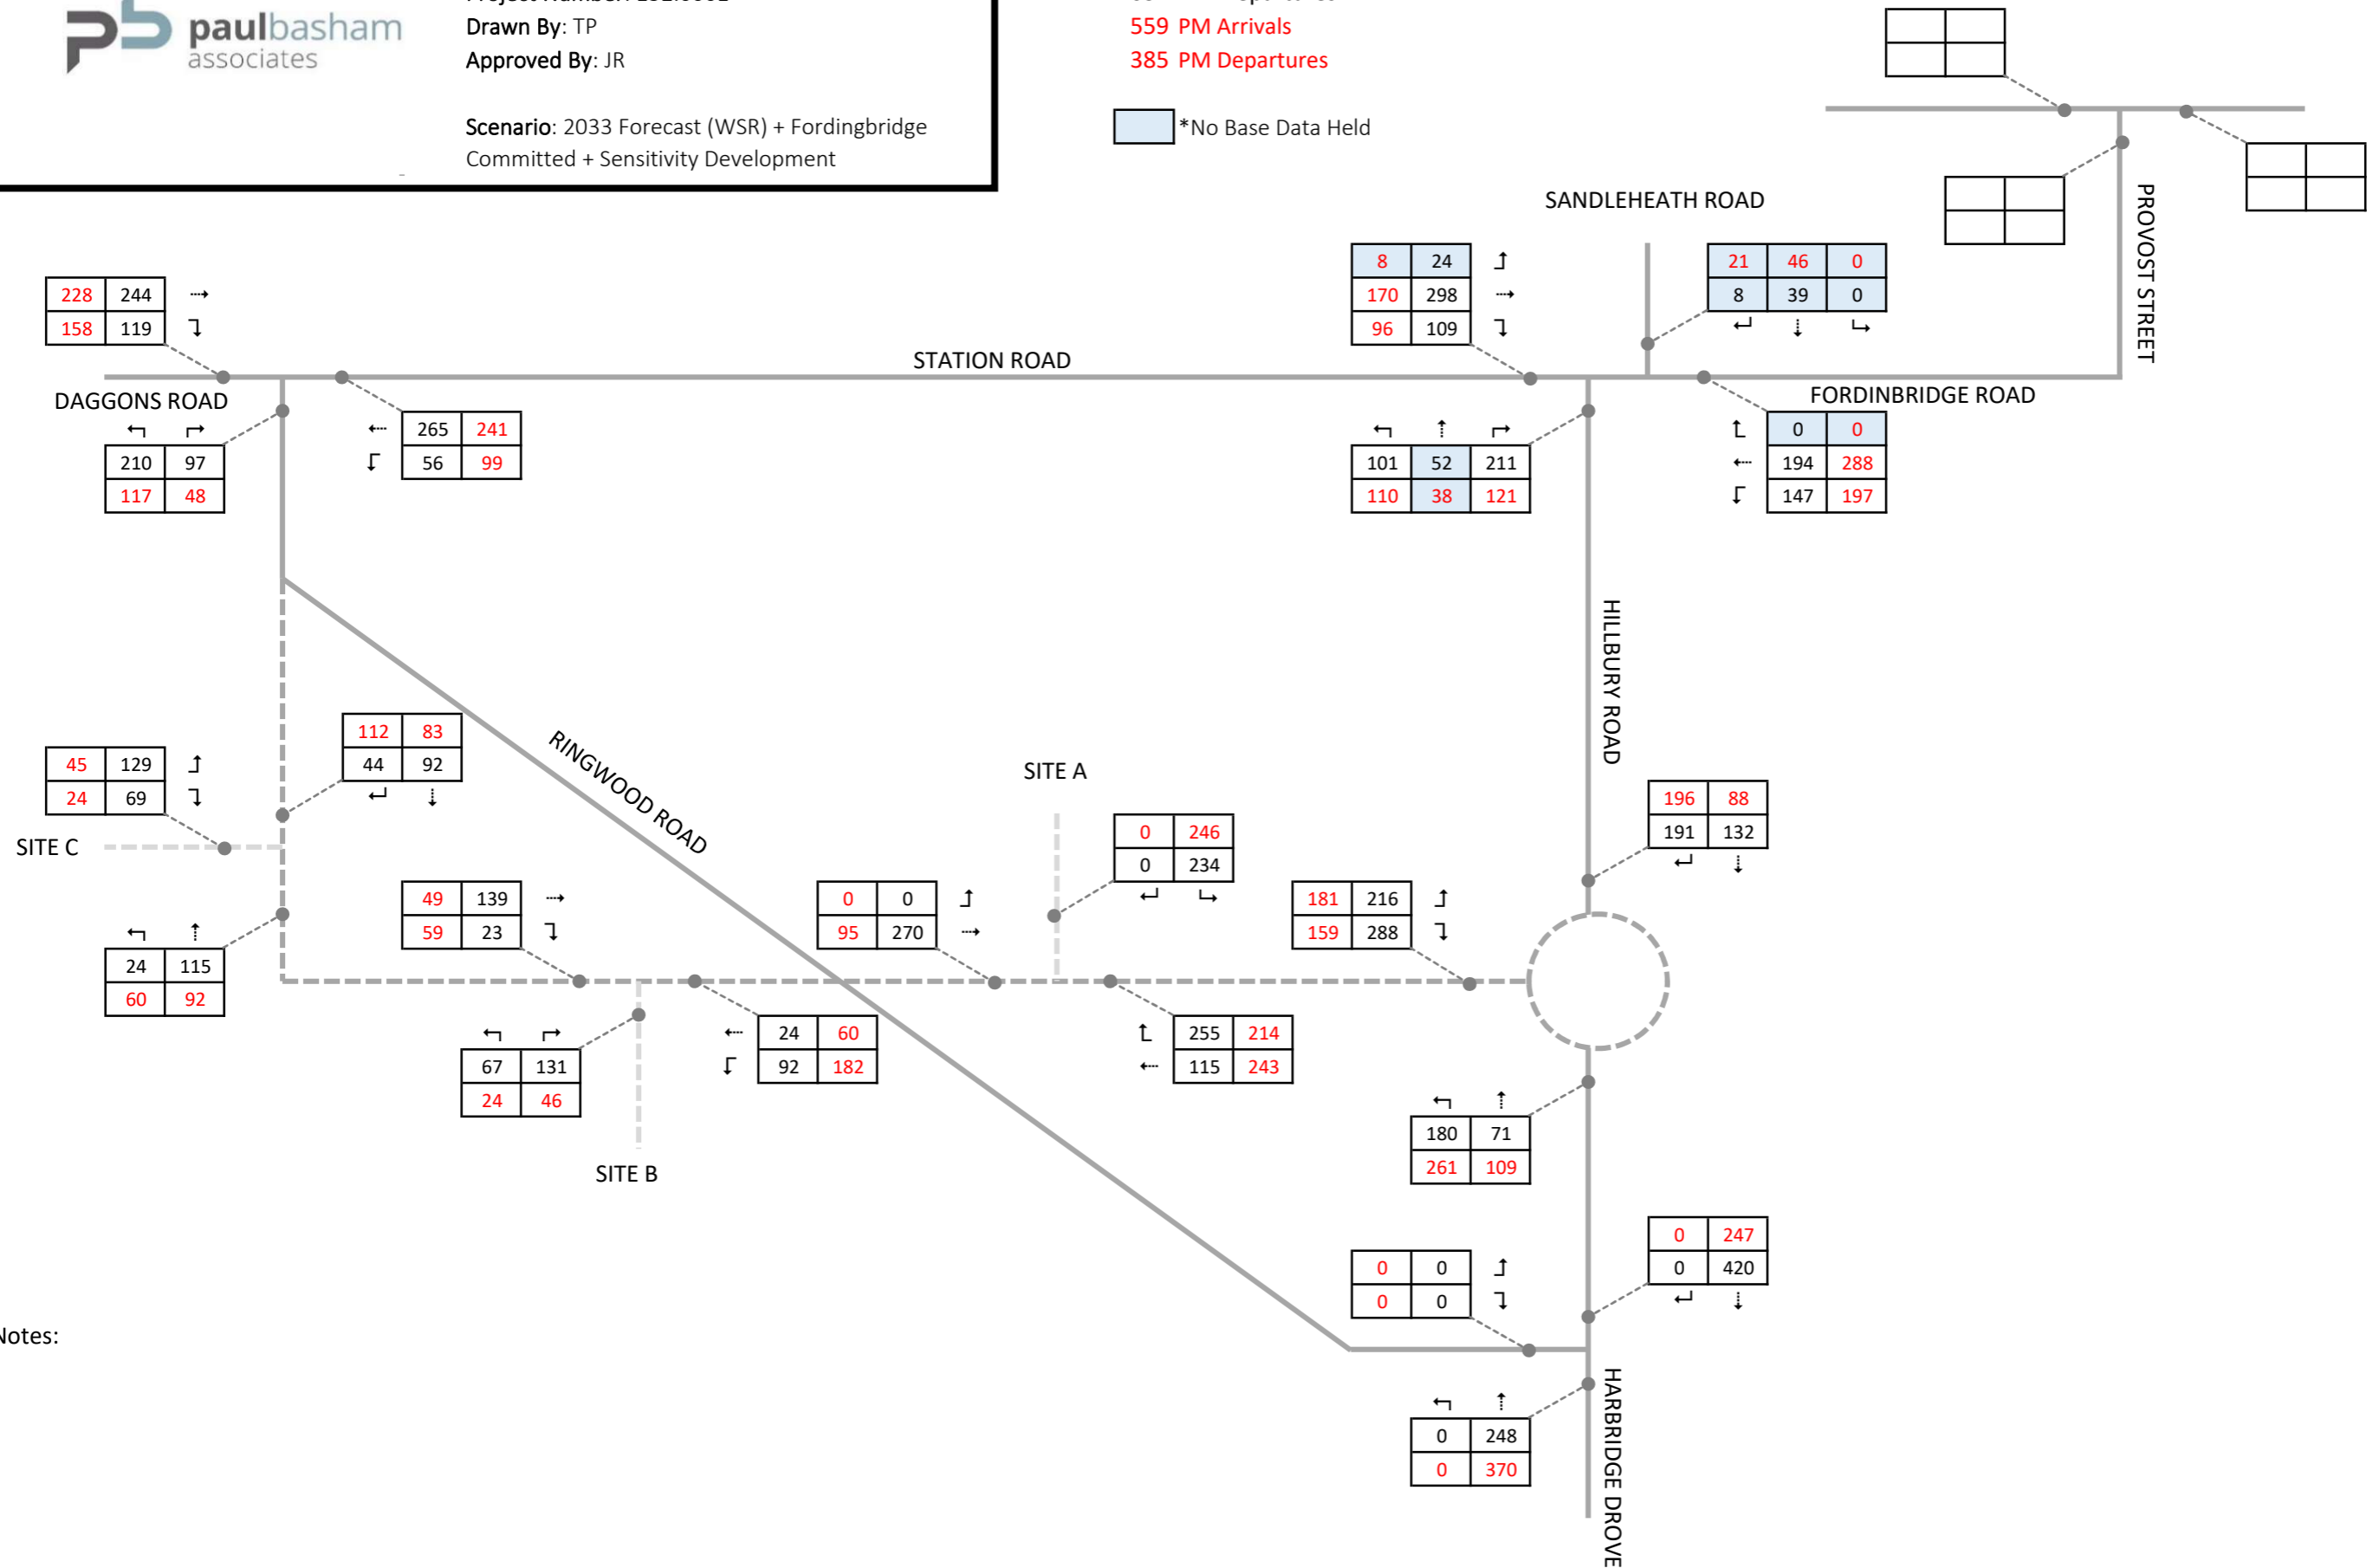 paulbasham
associates
Drawn By: TP
Approved By: JR
Scenario: 2033 Forecast (WSR) + Fordingbridge
Committed + Sensitivity Development
559 PM Arrivals
385 PM Departures
*No Base Data Held
SANDLEHEATH ROAD
PROVOST STREET
8 24
170 298
96 109
21 46 0
8 39 0
228 244
158 119
STATION ROAD
DAGGONS ROAD
FORDINBRIDGE ROAD
265 241
56 99
210 97
117 48
101 52 211
110 38 121
0 0
194 288
147 197
HILLBURY ROAD
RINGWOOD ROAD
112 83
44 92
45 129
24 69
SITE C
SITE A
0 246
0 234
196 88
191 132
49 139
59 23
0 0
95 270
181 216
159 288
24 115
60 92
67 131
24 46
24 60
92 182
255 214
115 243
SITE B
180 71
261 109
0 247
0 420
0 0
0 0
Notes:
0 248
0 370
HARBRIDGE DROVE